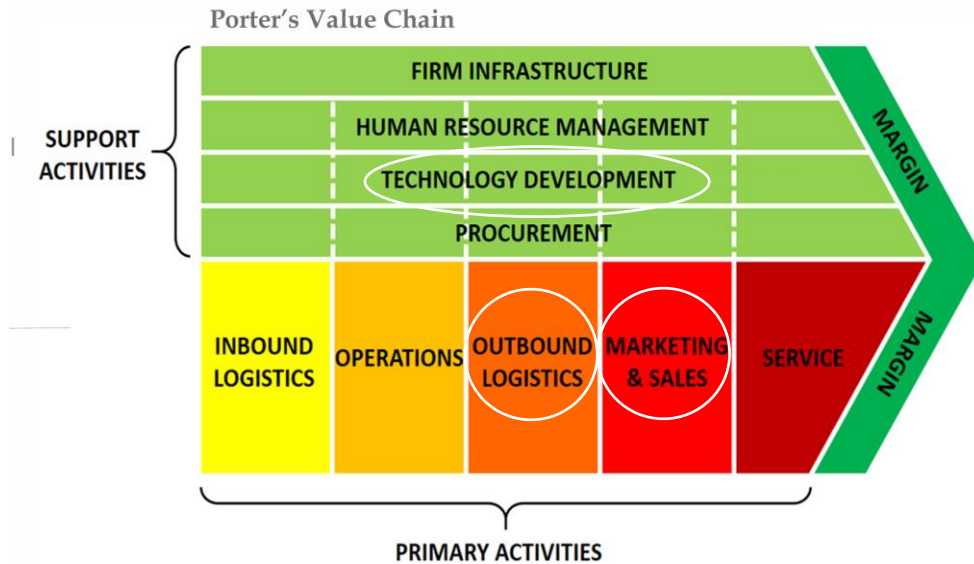 Porter's Value Chain
FIRM INFRASTRUCTURE
HUMAN RESOURCE MANAGEMENT
SUPPORT
ACTIVITIES
TECHNOLOGY DEVELOPMENT
PROCUREMENT
MARGIN
INBOUND
LOGISTICS
OPERATIONS
OUTBOUND
LOGISTICS
MARKETING
& SALES
SERVICE
MARGIN
PRIMARY ACTIVITIES